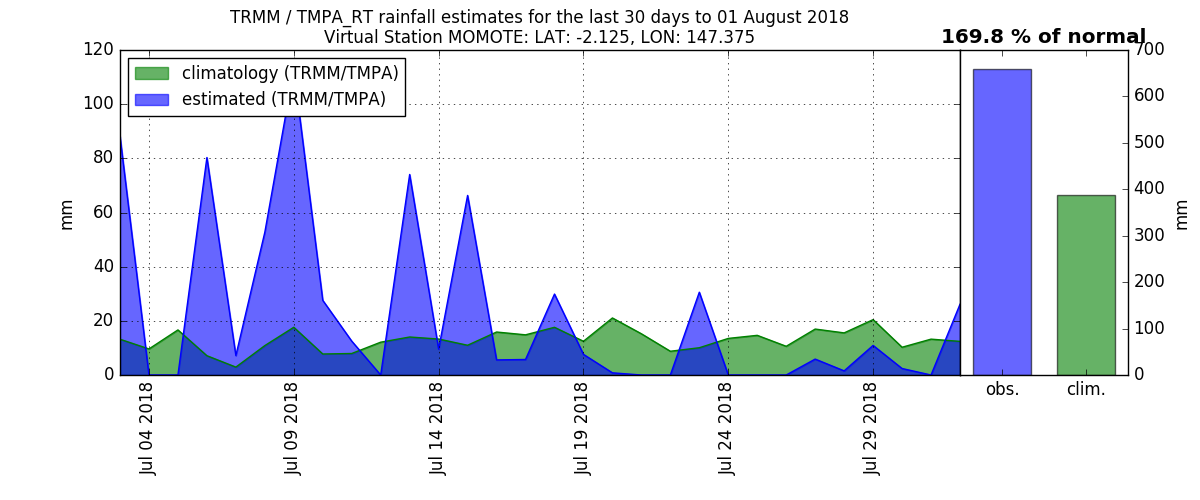 TRMM / TMPA_RT rainfall estimates for the last 30 days to 01 August 2018
Virtual Station MOMOTE: LAT: -2.125, LON: 147.375
169.8 % of normal
climatology (TRMM/TMPA)
estimated (TRMM/TMPA)
120
100
80
60
40
20
0
mm
Jul 04 2018
Jul 09 2018
Jul 14 2018
Jul 19 2018
Jul 24 2018
Jul 29 2018
700
600
500
400
300
200
100
0
mm
obs.
clim.